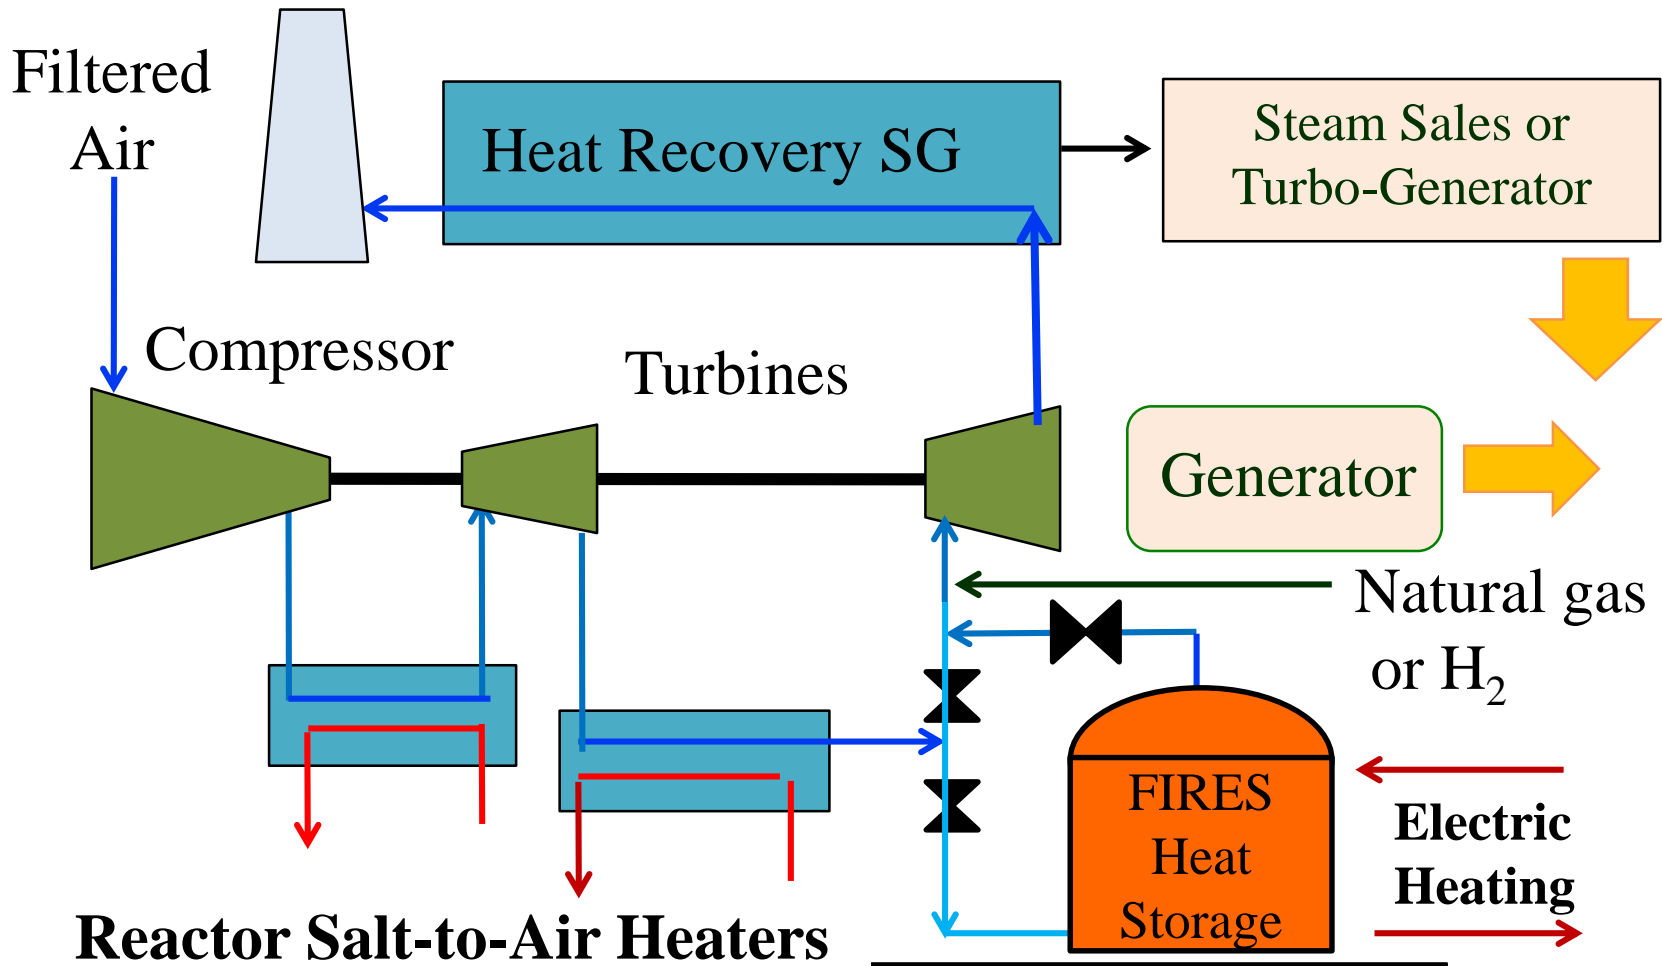 Filtered
Air
Heat Recovery SG
Steam Sales or
Turbo-Generator
Compressor
Turbines
Generator
Natural gas
or H₂
FIRES
Heat
Storage
Electric
Heating
Reactor Salt-to-Air Heaters